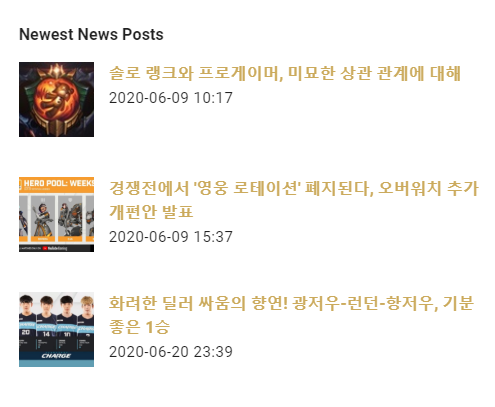 Newest News Posts
솔로 랭크와 프로게이머, 미묘한 상관 관계에 대해
2020-06-09 10:17
HERO POOL: WEEK
경쟁전에서 '영웅 로테이션' 폐지된다, 오버워치 추가
개편안 발표
2020-06-09 15:37
화려한 딜러 싸움의 향연! 광저우-런던-항저우, 기분
좋은 1승
20 14 10
2020-06-20 23:39
CHARGE